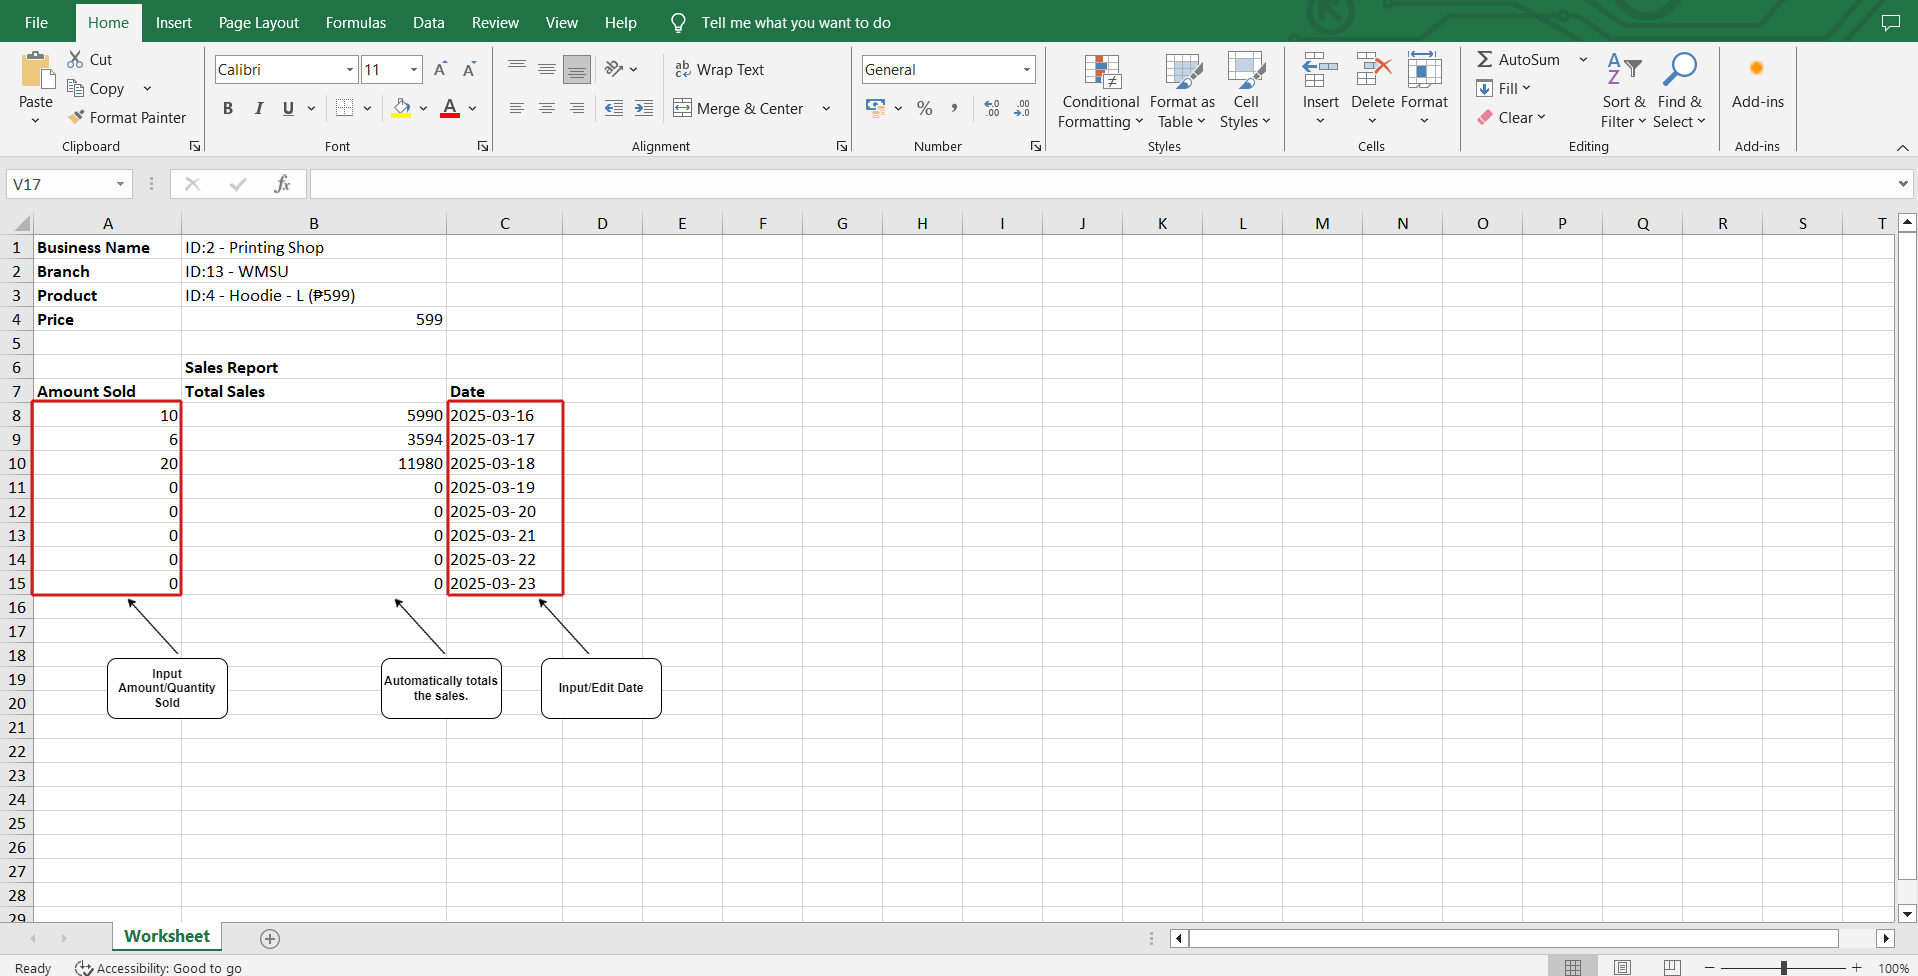 File Home Insert Page Layout Formulas Data Review View Help Tell me what you want to do
Paste
Cut
Copy
Format Painter
Clipboard
Calibri 11 A A
B I U A
Font
ab Wrap Text
Merge & Center
Alignment
General
% , .00 .00
Number
Conditional Formatting
Format as Table
Cell Styles
Styles
Insert Delete Format
Cells
AutoSum
Fill
Clear
Sort & Filter
Find & Select
Editing
Add-ins
Add-ins
V17 fx
A B C D E F G H I J K L M N O P Q R S T
1 Business Name ID:2 - Printing Shop
2 Branch ID:13 - WMSU
3 Product ID:4 - Hoodie - L (₱599)
4 Price 599
5
6 Sales Report
7 Amount Sold Total Sales Date
8 10 5990 2025-03-16
9 6 3594 2025-03-17
10 20 11980 2025-03-18
11 0 0 2025-03-19
12 0 0 2025-03-20
13 0 0 2025-03-21
14 0 0 2025-03-22
15 0 0 2025-03-23
16
17
18
19
20
21
22
23
24
25
26
27
28
29
Input
Amount/Quantity
Sold
Automatically totals
the sales.
Input/Edit Date
Worksheet
Ready Accessibility: Good to go 100%